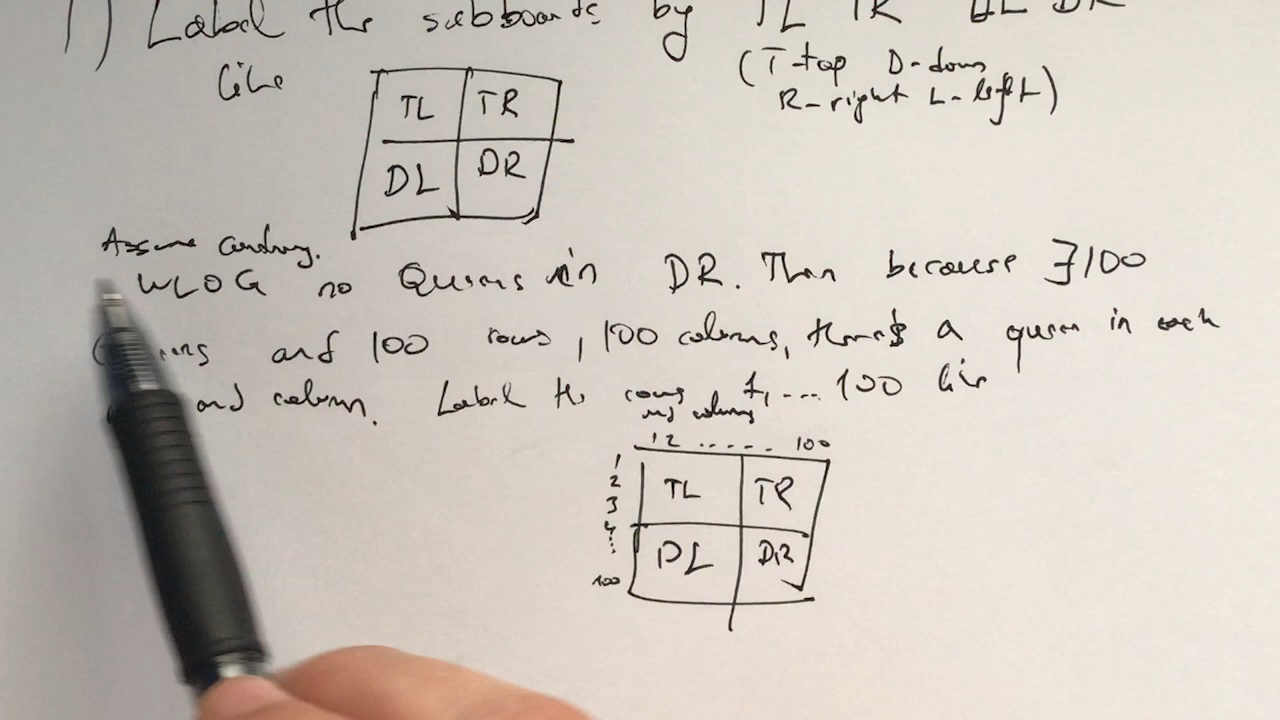 1) Label the subboards by TL TR DL DR
like
(T-top D-down
R-right L-left)
TL TR
DL DR
Assume contrary.
WLOG no Queens in DR. Then because ∃100
and 100 rows, 100 columns, there's a queen in each
and column. Label the rows 1, ... 100 like
and columns
1 2 ..... 100
1
2
3
4
⋮
100
TL TR
DL DR